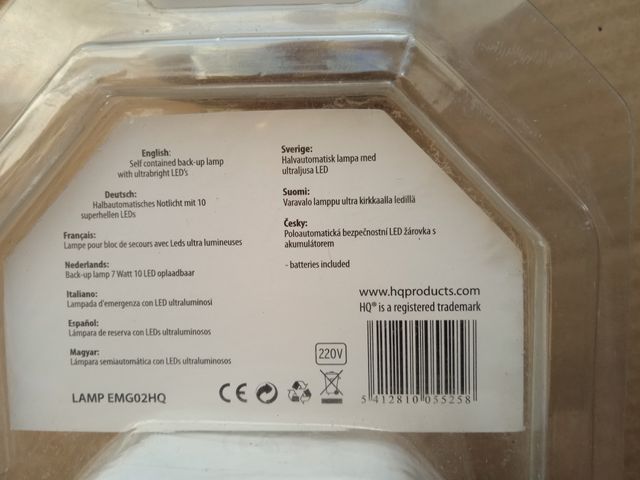 English:
Self contained back-up lamp
with ultrabright LED's
Deutsch:
Halbautomatisches Notlicht mit 10
superhellen LEDs
Français:
Lampe pour bloc de secours avec Leds ultra lumineuses
Nederlands:
Back-up lamp 7 Watt 10 LED oplaadbaar
Italiano:
Lampada d'emergenza con LED ultraluminosi
Español:
Lámpara de reserva con LEDs ultraluminosos
Magyar:
Lámpara semiautomática con LEDs ultraluminosos
LAMP EMG02HQ
Sverige:
Halvautomatisk lampa med
ultraljusa LED
Suomi:
Varavalo lamppu ultra kirkkaalla ledillä
Česky:
Poloautomatická bezpečnostní LED žárovka s
akumulátorem
- batteries included
www.hqproducts.com
HQ® is a registered trademark
220V
CE
5 412810 055258